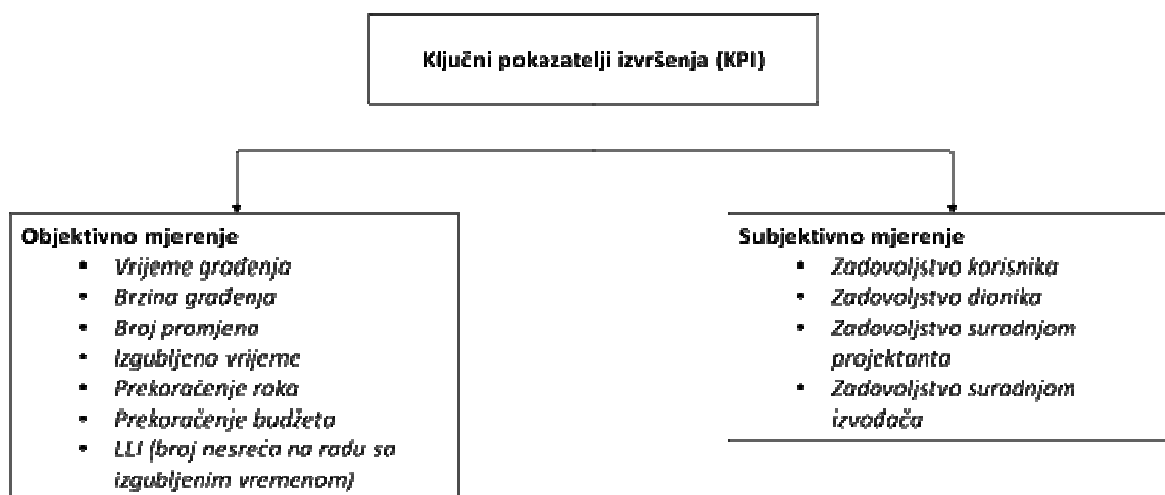 Ključni pokazatelji izvršenja (KPI)
Objektivno mjerenje
▪ Vrijeme građenja
▪ Brzina građenja
▪ Broj promjena
▪ Izgubljeno vrijeme
▪ Prekoračenje roka
▪ Prekoračenje budžeta
▪ LLI (broj nesreća na radu sa
izgubljenim vremenom)
Subjektivno mjerenje
▪ Zadovoljstvo korisnika
▪ Zadovoljstvo dionika
▪ Zadovoljstvo suradnjom
projektanta
▪ Zadovoljstvo suradnjom
izvođača